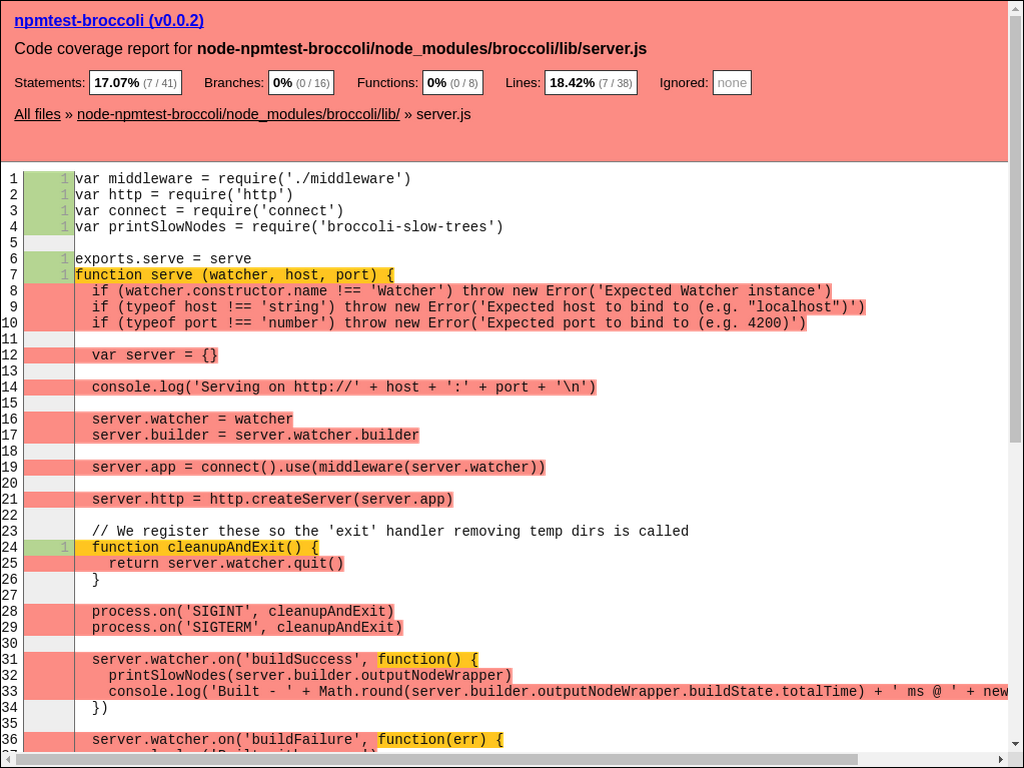 npmtest-broccoli (v0.0.2)
Code coverage report for node-npmtest-broccoli/node_modules/broccoli/lib/server.js
Statements: 17.07% (7 / 41) Branches: 0% (0 / 16) Functions: 0% (0 / 8) Lines: 18.42% (7 / 38) Ignored: none
All files » node-npmtest-broccoli/node_modules/broccoli/lib/ » server.js
1 1 var middleware = require('./middleware')
2 1 var http = require('http')
3 1 var connect = require('connect')
4 1 var printSlowNodes = require('broccoli-slow-trees')
5
6 1 exports.serve = serve
7 1 function serve (watcher, host, port) {
8 if (watcher.constructor.name !== 'Watcher') throw new Error('Expected Watcher instance')
9 if (typeof host !== 'string') throw new Error('Expected host to bind to (e.g. "localhost")')
10 if (typeof port !== 'number') throw new Error('Expected port to bind to (e.g. 4200)')
11
12 var server = {}
13
14 console.log('Serving on http://' + host + ':' + port + '\n')
15
16 server.watcher = watcher
17 server.builder = server.watcher.builder
18
19 server.app = connect().use(middleware(server.watcher))
20
21 server.http = http.createServer(server.app)
22
23 // We register these so the 'exit' handler removing temp dirs is called
24 1 function cleanupAndExit() {
25 return server.watcher.quit()
26 }
27
28 process.on('SIGINT', cleanupAndExit)
29 process.on('SIGTERM', cleanupAndExit)
30
31 server.watcher.on('buildSuccess', function() {
32 printSlowNodes(server.builder.outputNodeWrapper)
33 console.log('Built - ' + Math.round(server.builder.outputNodeWrapper.buildState.totalTime) + ' ms @ ' + new
34 })
35
36 server.watcher.on('buildFailure', function(err) {